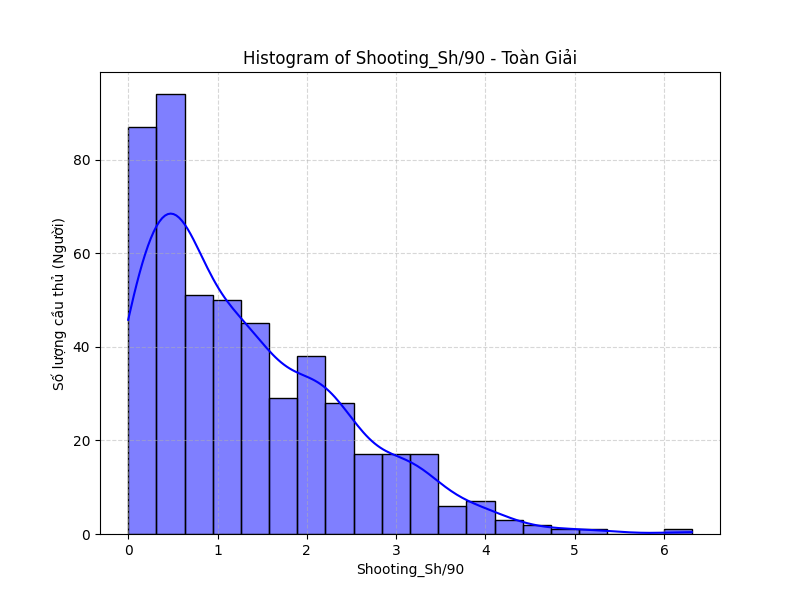 Histogram of Shooting_Sh/90 - Toàn Giải
Số lượng cầu thủ (Người)
80
60
40
20
0
0 1 2 3 4 5 6
Shooting_Sh/90